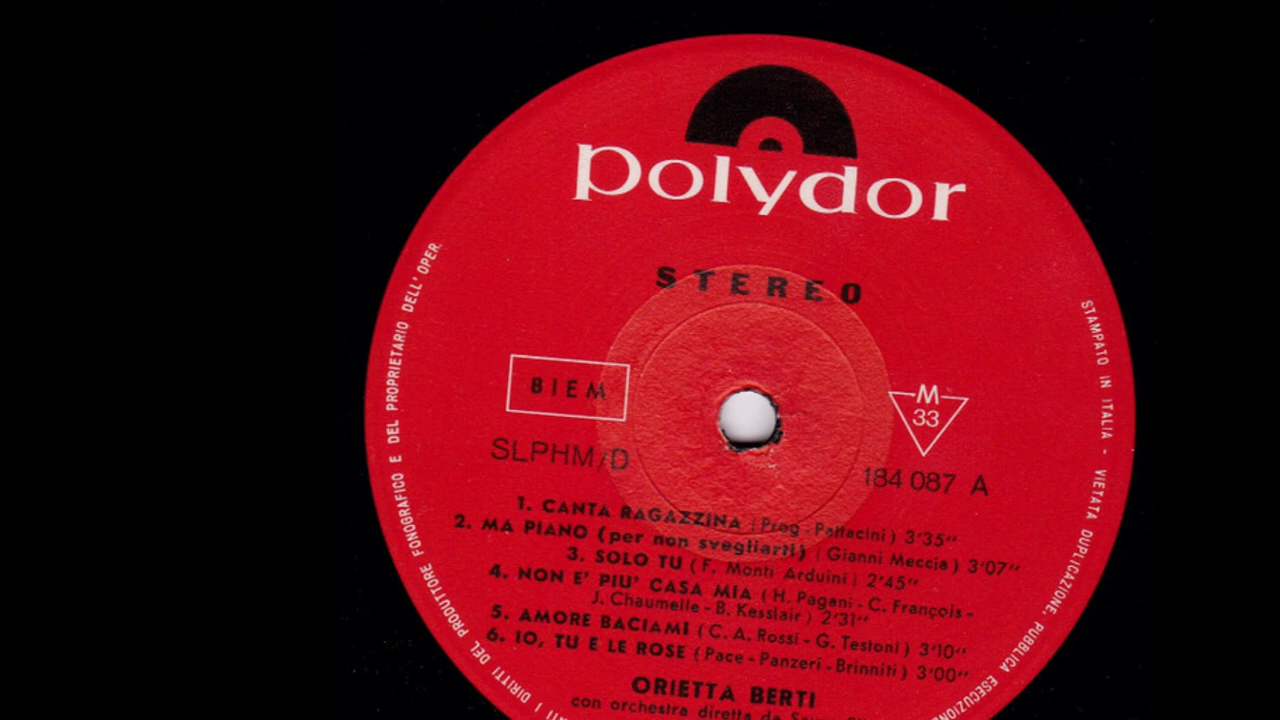 polydor
STEREO
BIEM
M
33
SLPHM/D
184 087 A
1. CANTA RAGAZZINA (Prog - Pattacini) 3'35"
2. MA PIANO (per non svegliarti) (Gianni Meccia) 3'07"
3. SOLO TU (F. Monti Arduini) 2'45"
4. NON E' PIU' CASA MIA (H. Pagani - C. François -
J. Chaumelle - B. Kesslair) 2'31"
5. AMORE BACIAMI (C. A. Rossi - G. Testoni) 3'10"
6. IO, TU E LE ROSE (Pace - Panzeri - Brinniti) 3'00"
ORIETTA BERTI
con orchestra diretta da
I DIRITTI DEL PRODUTTORE FONOGRAFICO E DEL PROPRIETARIO DELL'OPER.
STAMPATO IN ITALIA - VIETATA DUPLICAZIONE, PUBBLICA ESECUZIONE